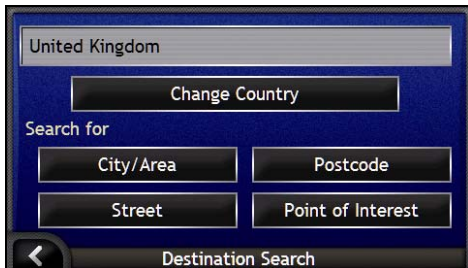 United Kingdom
Change Country
Search for
City/Area Postcode
Street Point of Interest
Destination Search